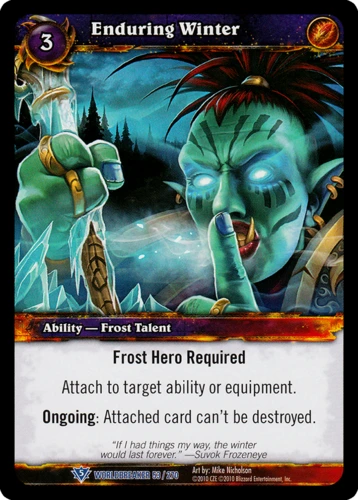 3
Enduring Winter
Ability — Frost Talent
Frost Hero Required
Attach to target ability or equipment.
Ongoing: Attached card can't be destroyed.
"If I had things my way, the winter
would last forever." —Suvok Frozeneye
5
WORLDBREAKER 53 / 270
Art by: Mike Nicholson
©2010 CZE ©2010 Blizzard Entertainment, Inc.